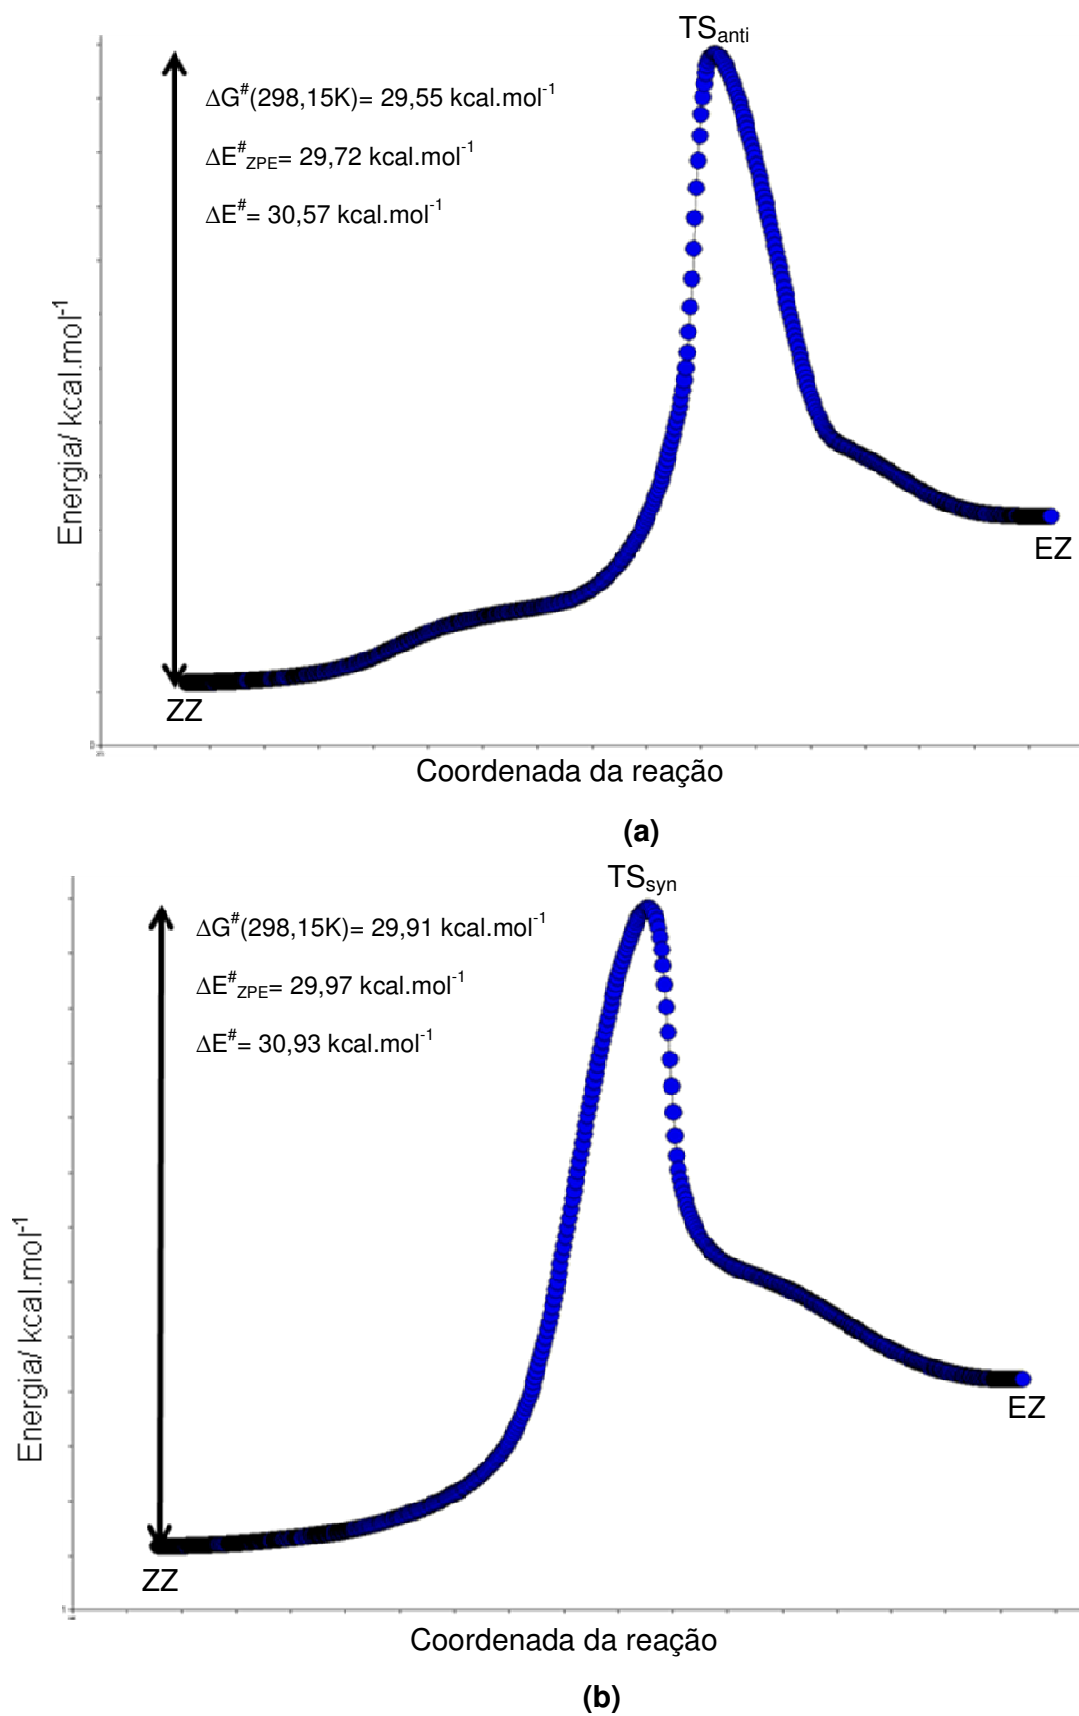 TSanti
ΔG#(298,15K)= 29,55 kcal.mol-1
ΔE#ZPE= 29,72 kcal.mol-1
ΔE#= 30,57 kcal.mol-1
Energia/ kcal.mol-1
EZ
ZZ
Coordenada da reação
(a)
TSsyn
ΔG#(298,15K)= 29,91 kcal.mol-1
ΔE#ZPE= 29,97 kcal.mol-1
ΔE#= 30,93 kcal.mol-1
Energia/ kcal.mol-1
EZ
ZZ
Coordenada da reação
(b)